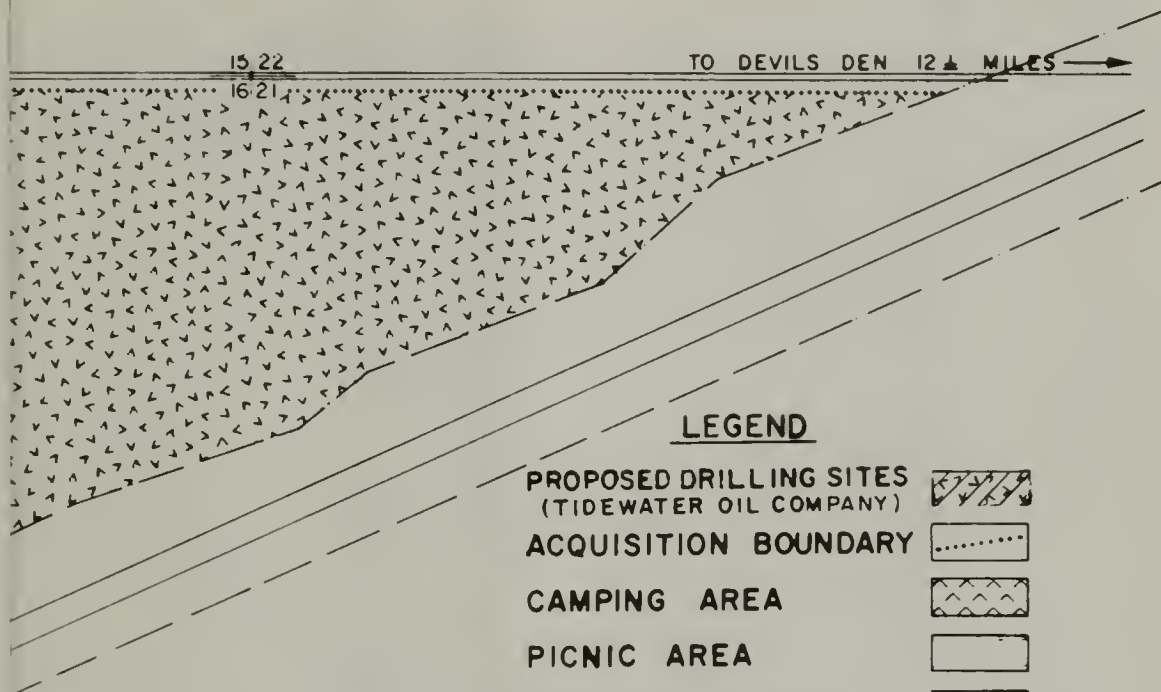 15 22
16 21
TO DEVILS DEN 12± MILES
LEGEND
PROPOSED DRILLING SITES
(TIDEWATER OIL COMPANY)
ACQUISITION BOUNDARY
CAMPING AREA
PICNIC AREA